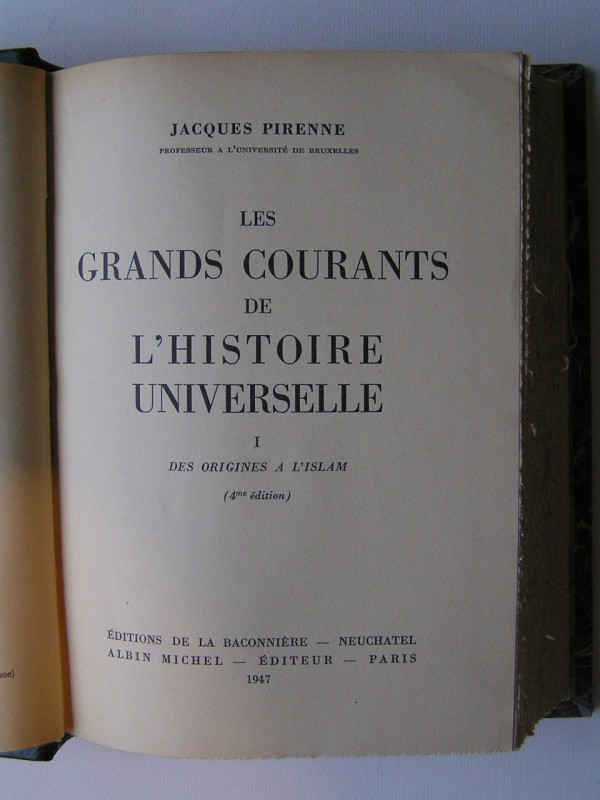 JACQUES PIRENNE
PROFESSEUR A L'UNIVERSITÉ DE BRUXELLES
LES
GRANDS COURANTS
DE
L'HISTOIRE
UNIVERSELLE
I
DES ORIGINES A L'ISLAM
(4me édition)
ÉDITIONS DE LA BACONNIÈRE — NEUCHATEL
ALBIN MICHEL — ÉDITEUR — PARIS
1947